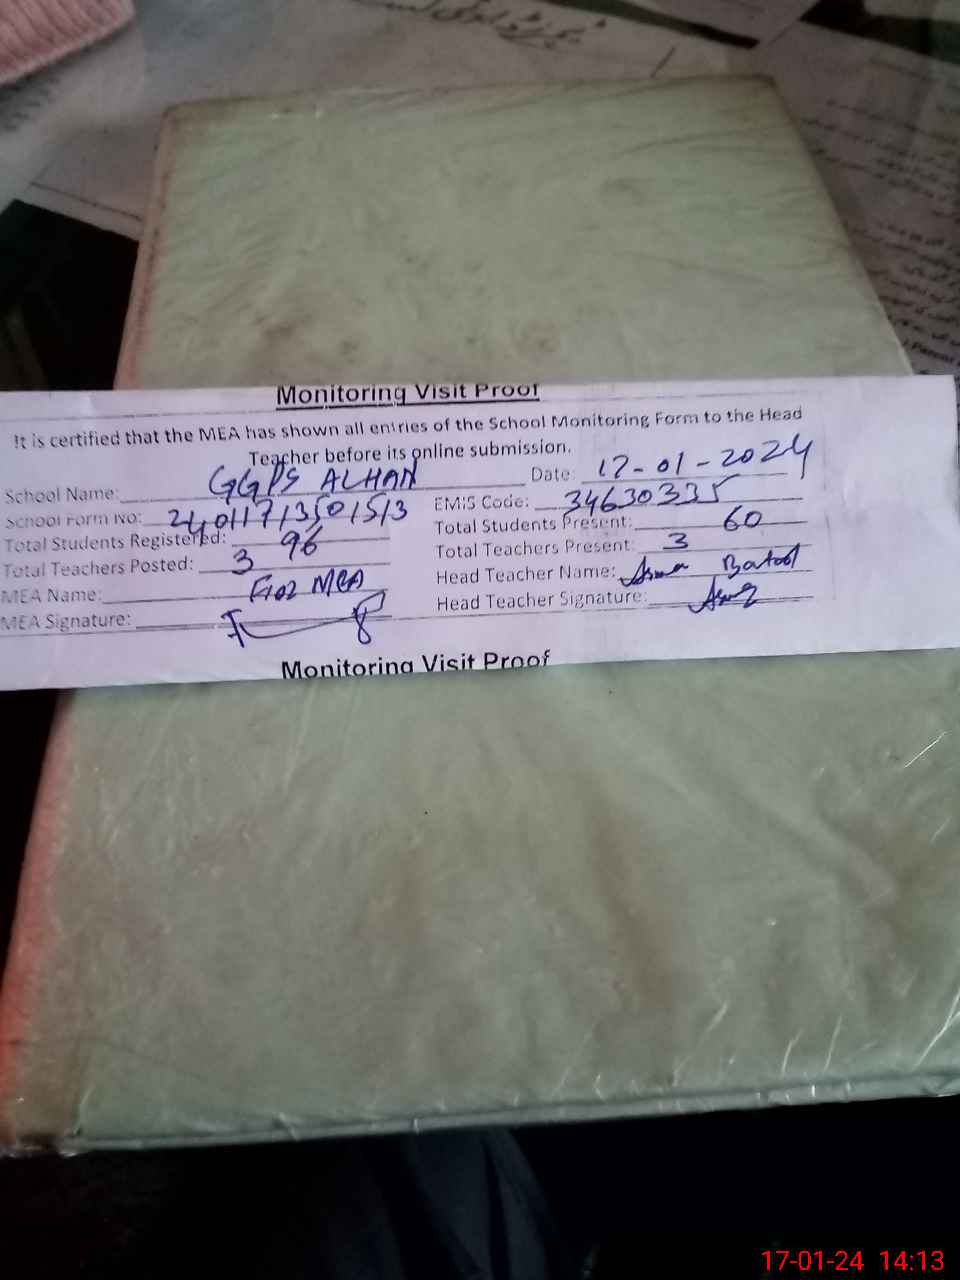 Monitoring Visit Proof
It is certified that the MEA has shown all entries of the School Monitoring Form to the Head
Teacher before its online submission.
School Name: GGPS ALHAN Date: 17-01-2024
School Form No: 24011713501513 EMIS Code: 34630335
Total Students Registered: 96 Total Students Present: 60
Total Teachers Posted: 3 Total Teachers Present: 3
MEA Name: MEA Head Teacher Name: Asma Batool
MEA Signature: Head Teacher Signature:
Monitoring Visit Proof
17-01-24 14:13